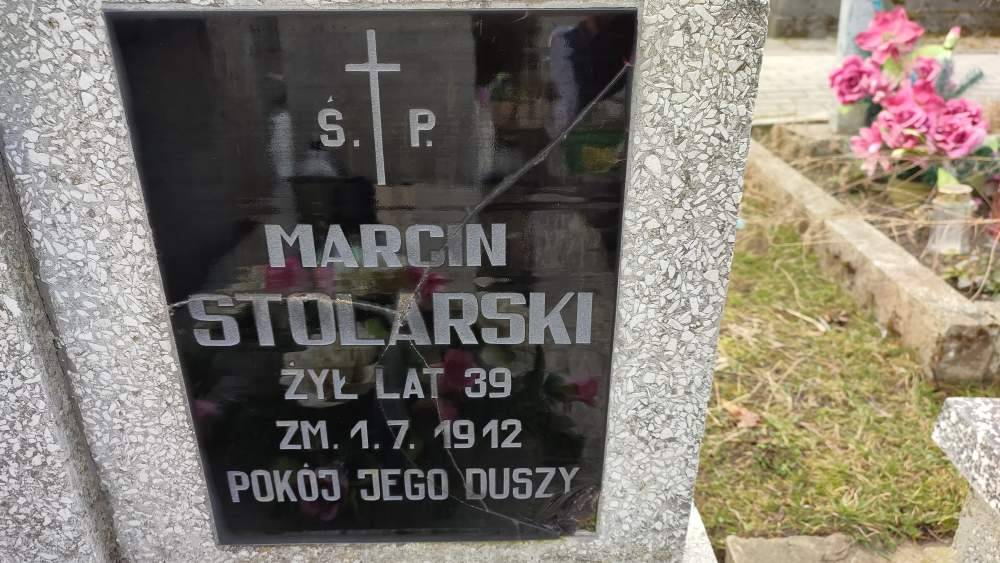 Ś. P.
MARCIN
STOLARSKI
ŻYŁ LAT 39
ZM. 1. 7. 1912
POKÓJ JEGO DUSZY